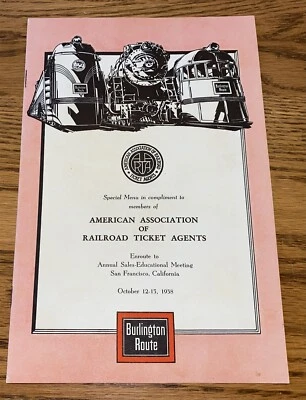 Special Menu in compliment to
members of
AMERICAN ASSOCIATION
OF
RAILROAD TICKET AGENTS
Enroute to
Annual Sales-Educational Meeting
San Francisco, California
October 12-13, 1938
Burlington
Route